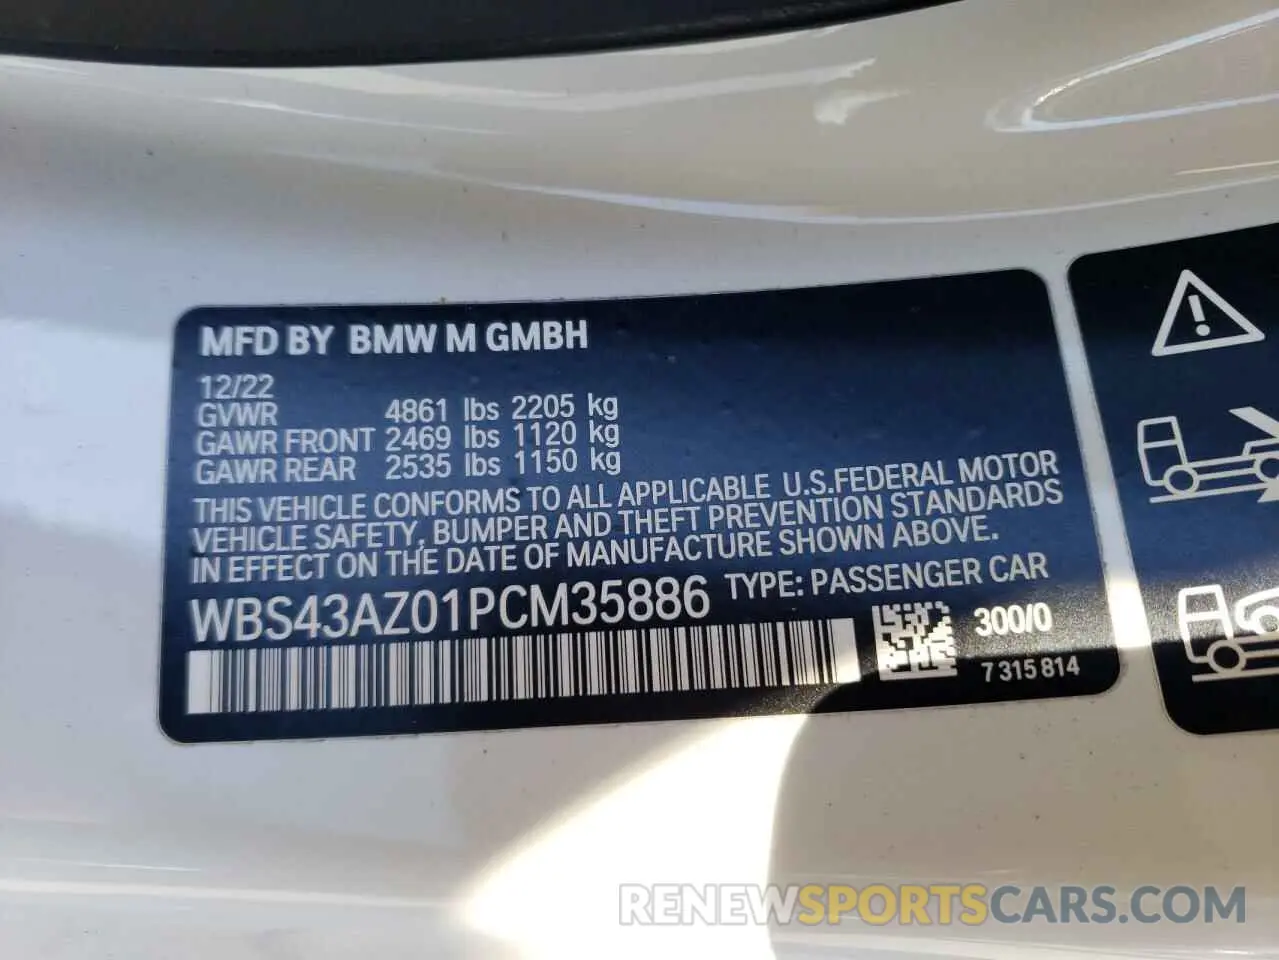 MFD BY BMW M GMBH
12/22
GVWR 4861 lbs 2205 kg
GAWR FRONT 2469 lbs 1120 kg
GAWR REAR 2535 lbs 1150 kg
THIS VEHICLE CONFORMS TO ALL APPLICABLE U.S.FEDERAL MOTOR
VEHICLE SAFETY, BUMPER AND THEFT PREVENTION STANDARDS
IN EFFECT ON THE DATE OF MANUFACTURE SHOWN ABOVE.
WBS43AZ01PCM35886 TYPE: PASSENGER CAR
300/0
7 315 814
RENEWSPORTSCARS.COM